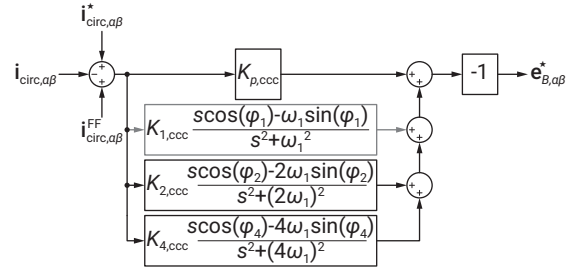 i*circ,αβ
icirc,αβ
iFFcirc,αβ
+
-
+
Kp,ccc
+
+
-1
e*B,αβ
K1,ccc scos(φ1)-ω1sin(φ1) / s²+ω1²
+
+
K2,ccc scos(φ2)-2ω1sin(φ2) / s²+(2ω1)²
+
+
K4,ccc scos(φ4)-4ω1sin(φ4) / s²+(4ω1)²